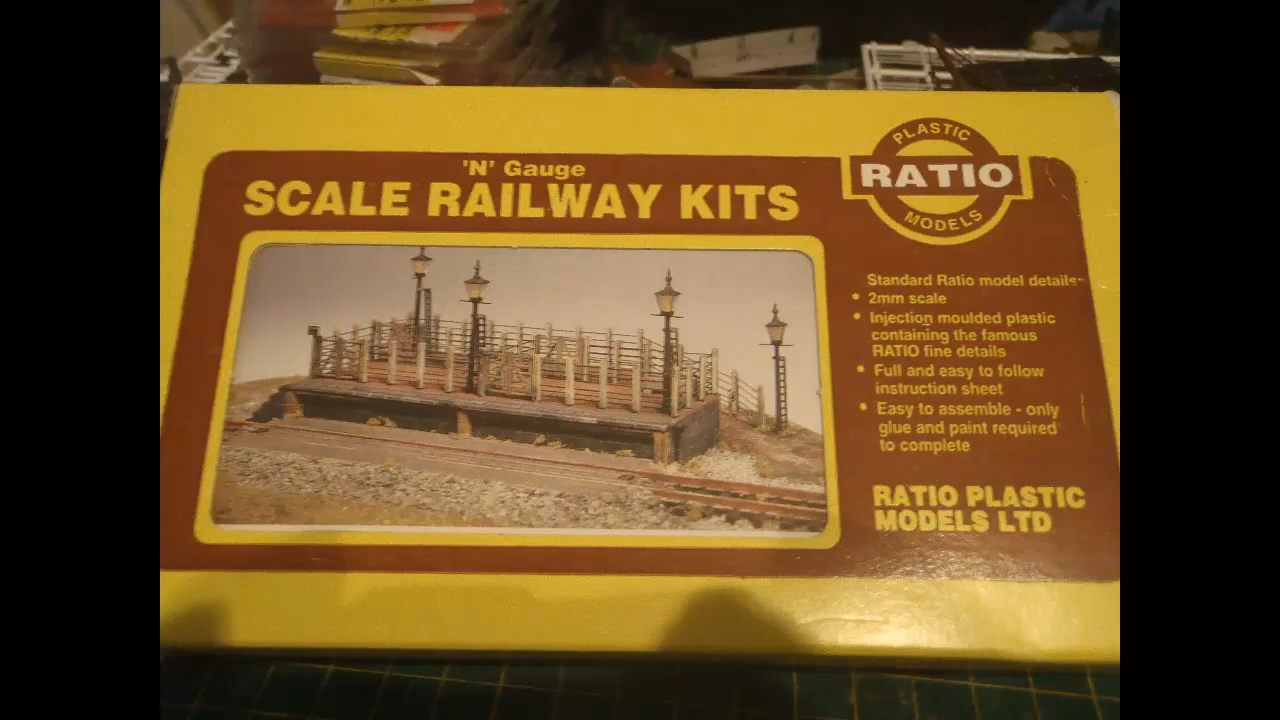 'N' Gauge
SCALE RAILWAY KITS
PLASTIC
RATIO
MODELS
Standard Ratio model details-
• 2mm scale
• Injection moulded plastic
containing the famous
RATIO fine details
• Full and easy to follow
instruction sheet
• Easy to assemble - only
glue and paint required
to complete
RATIO PLASTIC
MODELS LTD